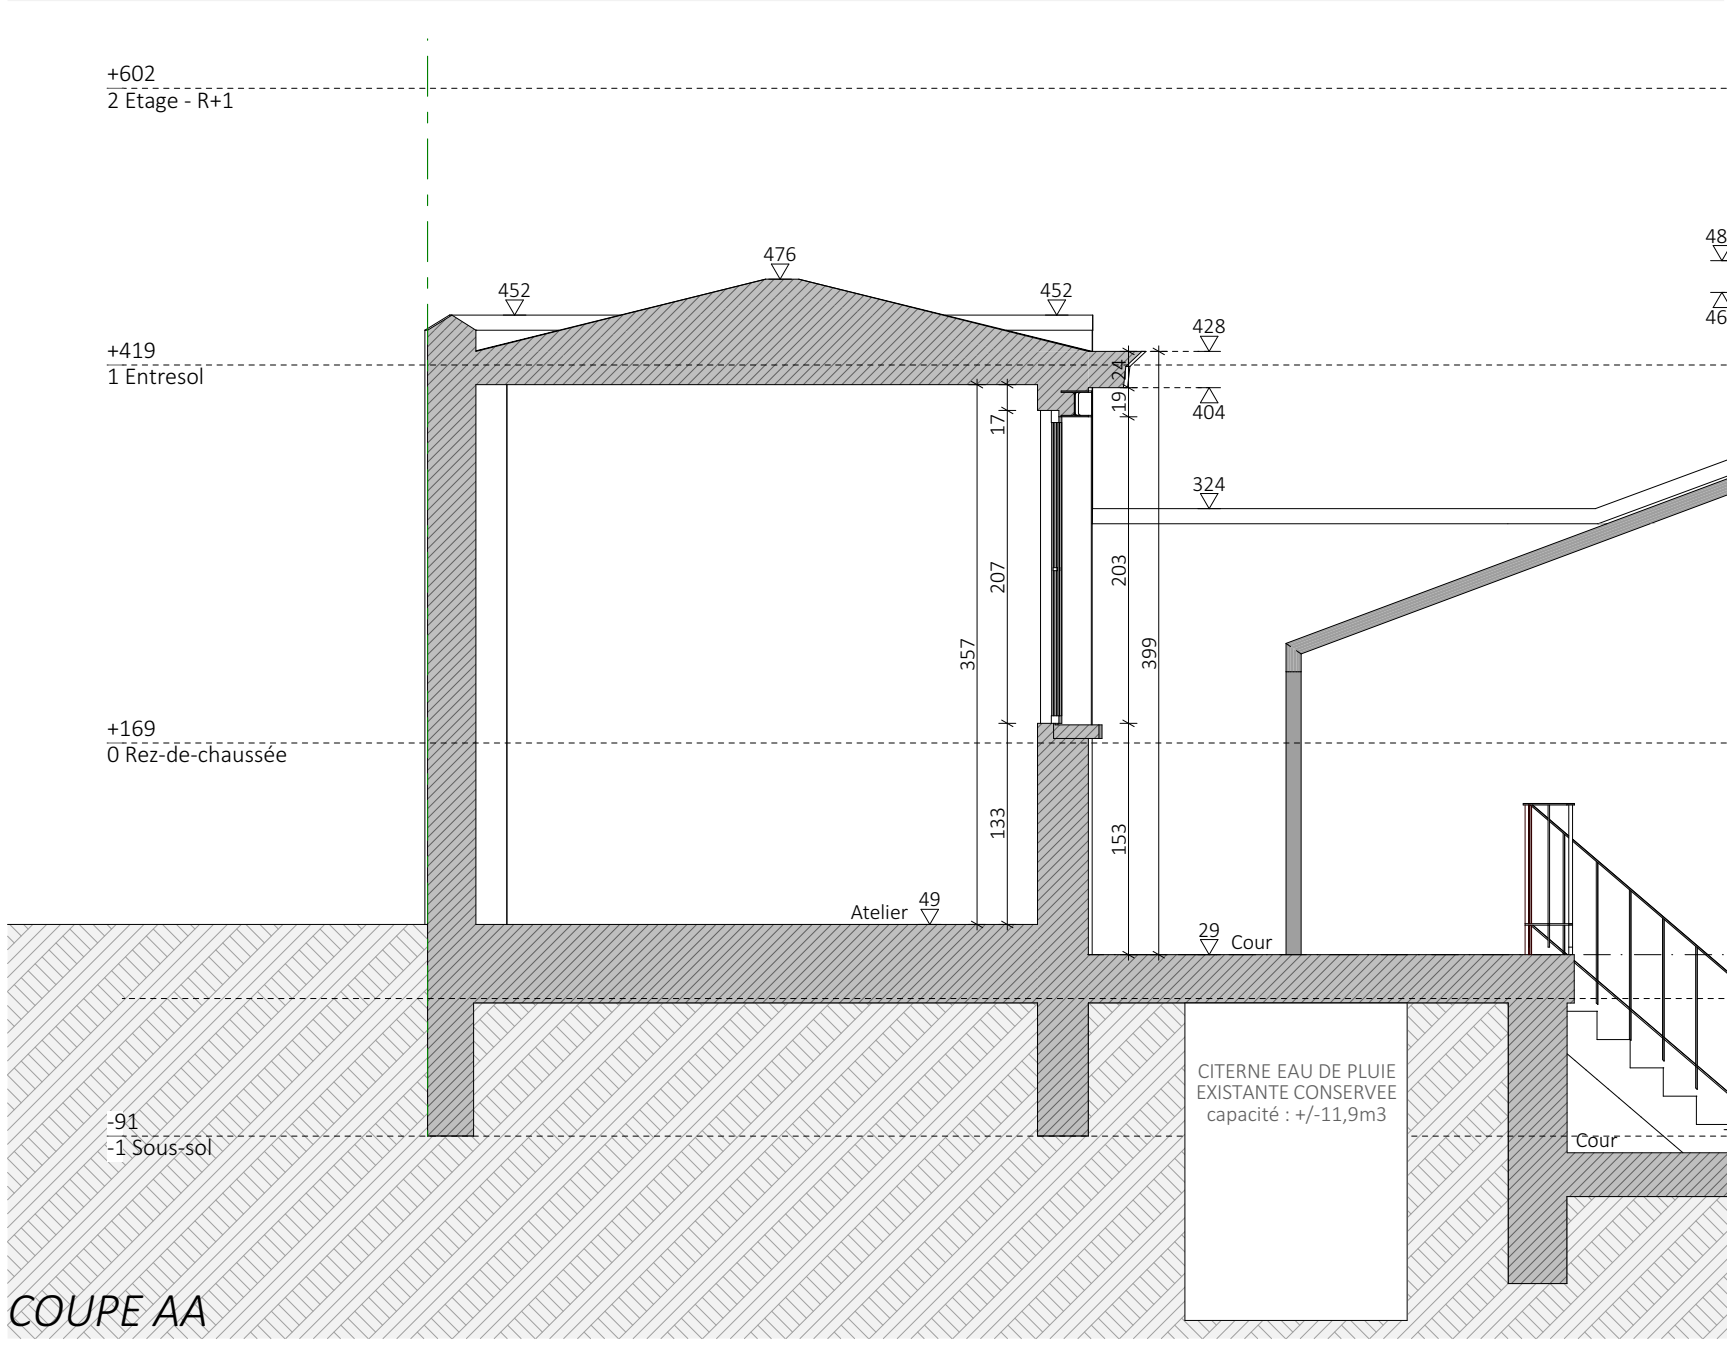 +602
2 Etage - R+1
476
452
452
428
+419
1 Entresol
24
19
404
17
324
207
203
357
399
+169
0 Rez-de-chaussée
133
153
Atelier
49
29
Cour
CITERNE EAU DE PLUIE
EXISTANTE CONSERVEE
capacité : +/-11,9m3
-91
-1 Sous-sol
Cour
COUPE AA
48
46